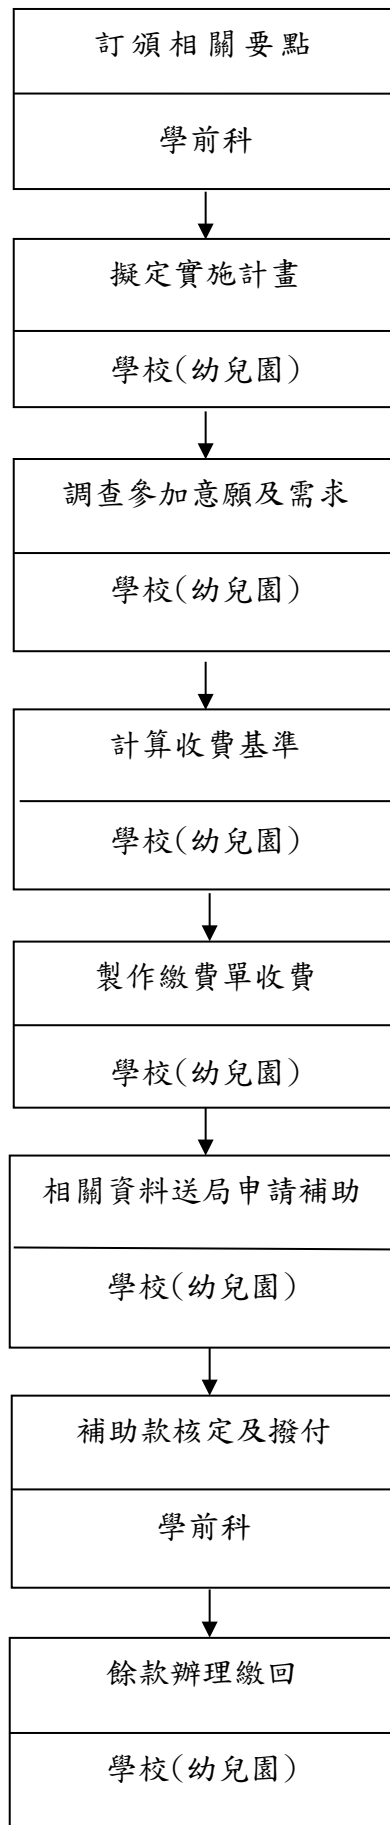 訂頒相關要點
學前科
擬定實施計畫
學校(幼兒園)
調查參加意願及需求
學校(幼兒園)
計算收費基準
學校(幼兒園)
製作繳費單收費
學校(幼兒園)
相關資料送局申請補助
學校(幼兒園)
補助款核定及撥付
學前科
餘款辦理繳回
學校(幼兒園)